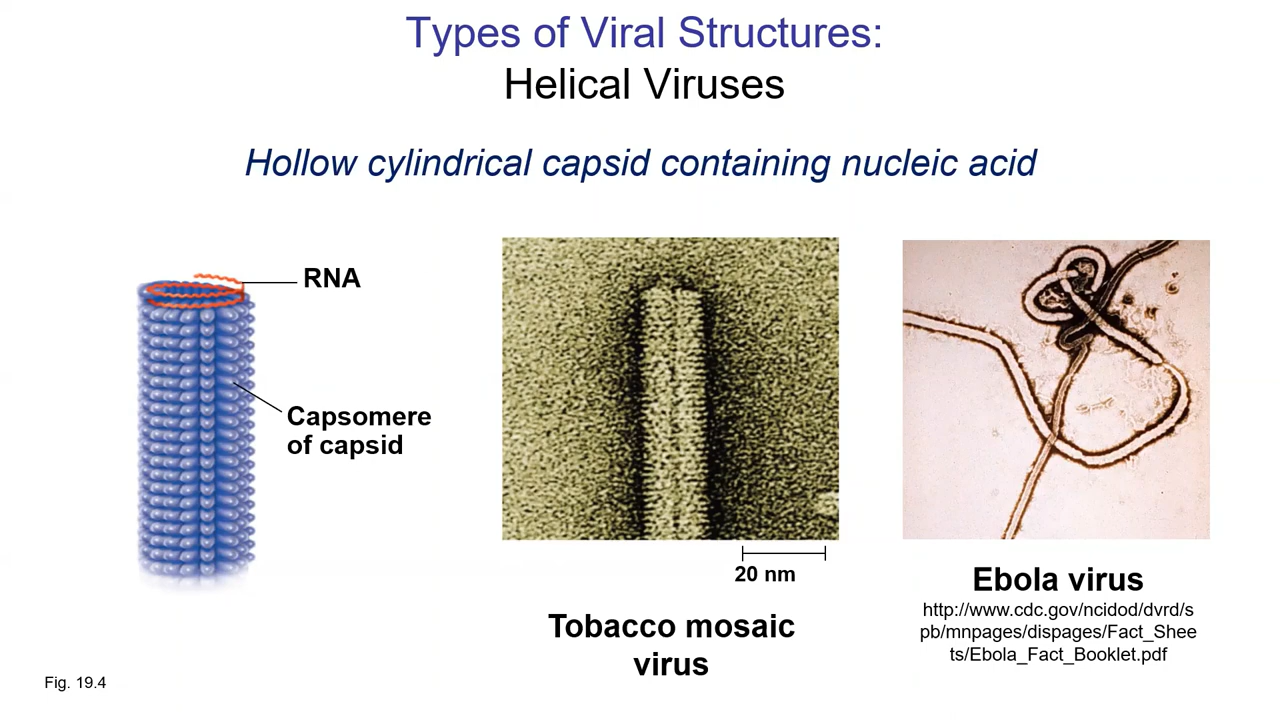 Types of Viral Structures:
Helical Viruses
Hollow cylindrical capsid containing nucleic acid
RNA
Capsomere
of capsid
20 nm
Tobacco mosaic
virus
Ebola virus
http://www.cdc.gov/ncidod/dvrd/s
pb/mnpages/dispages/Fact_Shee
ts/Ebola_Fact_Booklet.pdf
Fig. 19.4